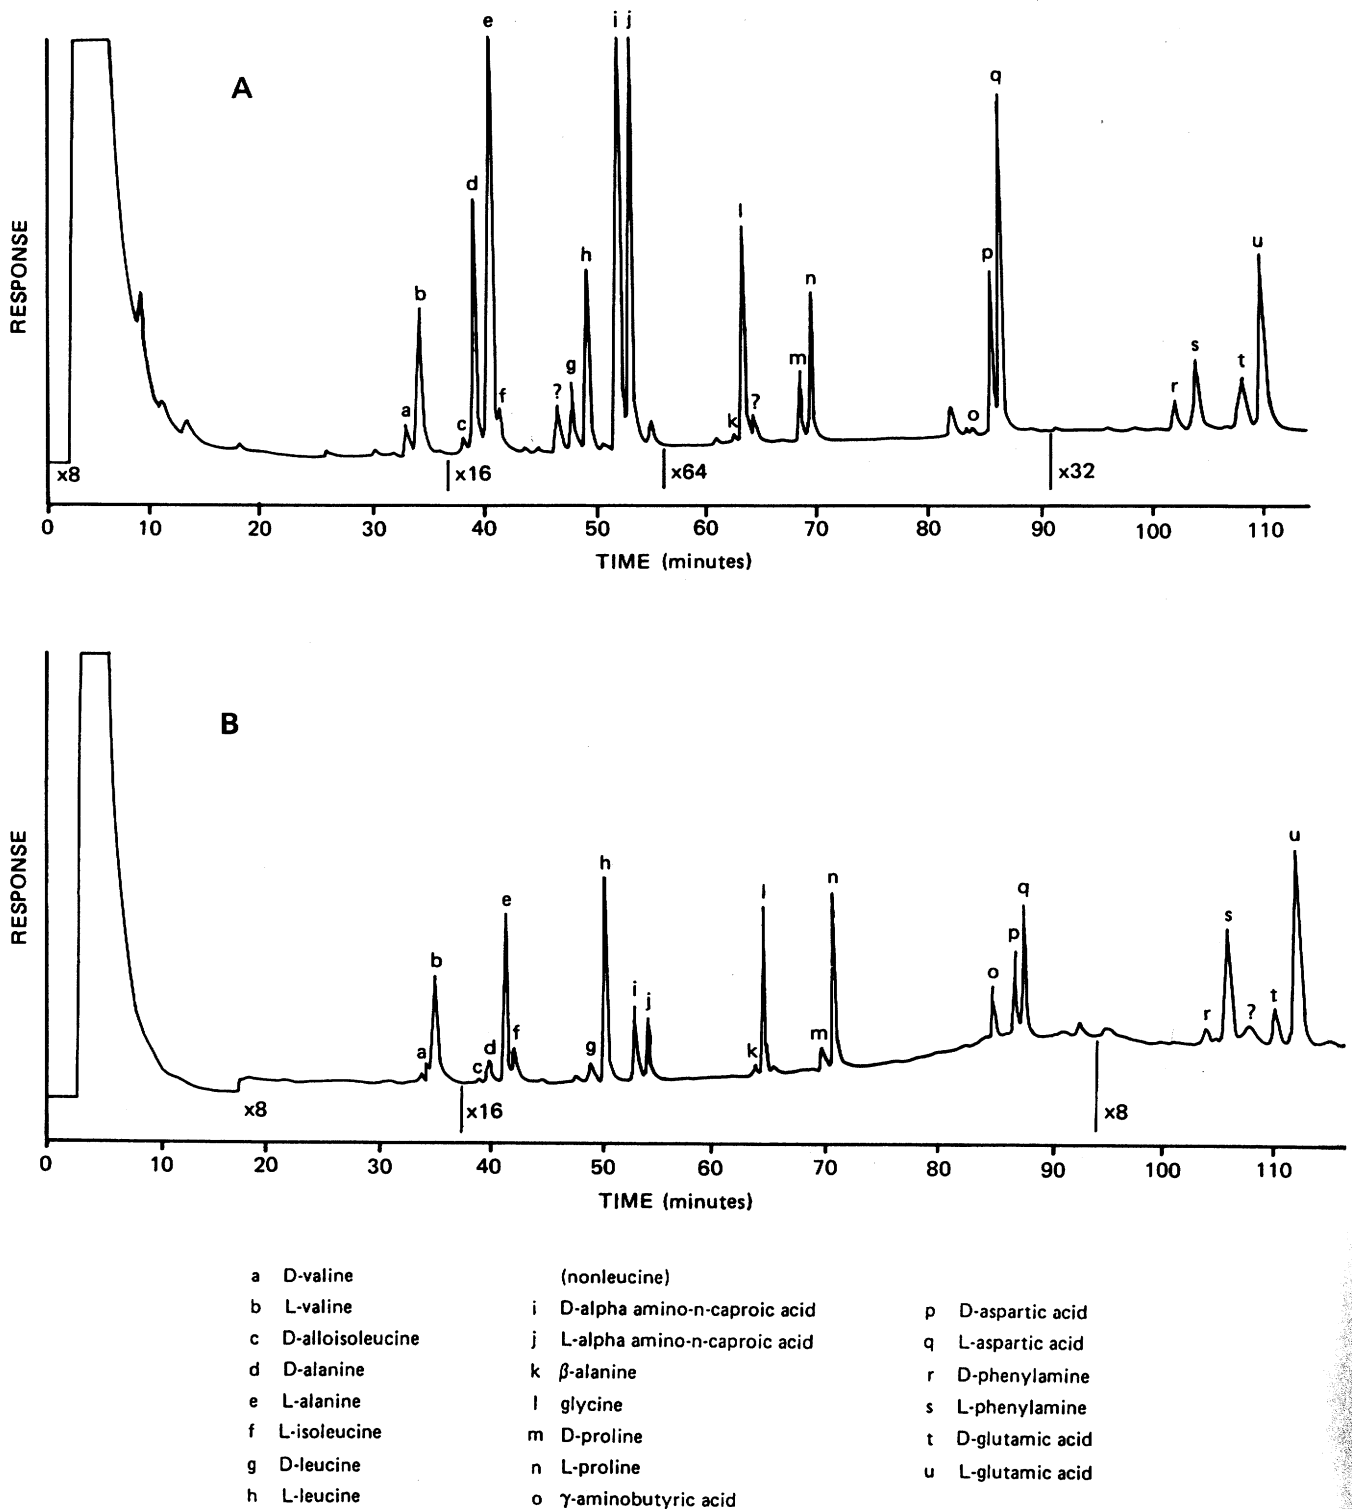 A
RESPONSE
a b c d e f ? g h i j k l ? m n o p q r s t u
x8 x16 x64 x32
0 10 20 30 40 50 60 70 80 90 100 110
TIME (minutes)
B
RESPONSE
a b c d e f g h i j k l m n o p q r s ? t u
x8 x16 x8
0 10 20 30 40 50 60 70 80 90 100 110
TIME (minutes)
a D-valine
b L-valine
c D-alloisoleucine
d D-alanine
e L-alanine
f L-isoleucine
g D-leucine
h L-leucine
(nonleucine)
i D-alpha amino-n-caproic acid
j L-alpha amino-n-caproic acid
k β-alanine
l glycine
m D-proline
n L-proline
o γ-aminobutyric acid
p D-aspartic acid
q L-aspartic acid
r D-phenylamine
s L-phenylamine
t D-glutamic acid
u L-glutamic acid